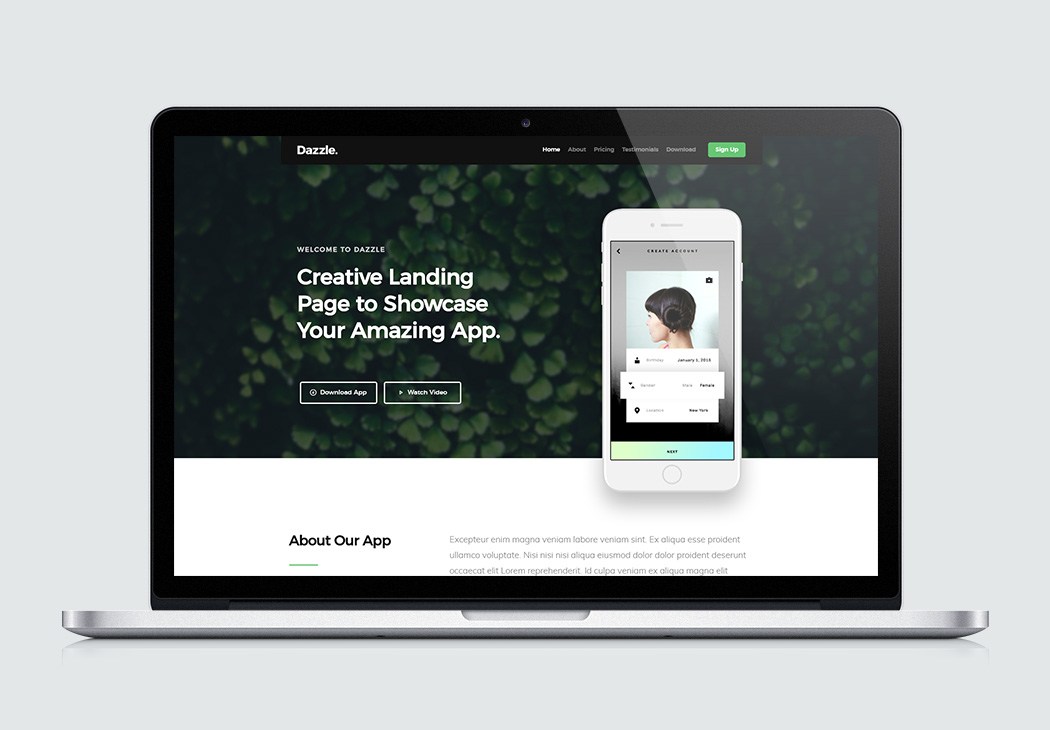 Dazzle.
Home About Pricing Testimonials Download Sign Up
WELCOME TO DAZZLE
Creative Landing
Page to Showcase
Your Amazing App.
Download App
Watch Video
CREATE ACCOUNT
Birthday January 1, 2015
Gender Male Female
Location New York
NEXT
About Our App
Excepteur enim magna veniam labore veniam sint. Ex aliqua esse proident
ullamco voluptate. Nisi nisi nisi aliqua eiusmod dolor dolor proident deserunt
occaecat elit Lorem reprehenderit. Id culpa veniam ex aliqua magna elit